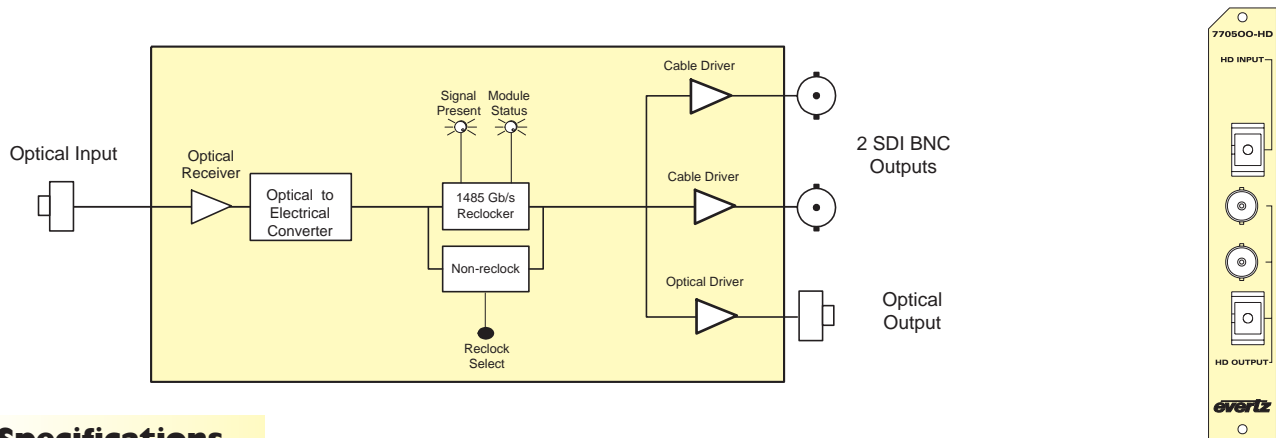 Optical Input
Optical
Receiver
Optical to
Electrical
Converter
Signal
Present
Module
Status
1485 Gb/s
Reclocker
Non-reclock
Reclock
Select
Cable Driver
Cable Driver
Optical Driver
2 SDI BNC
Outputs
Optical
Output
7705OO-HD
HD INPUT
HD OUTPUT
evertz
Specifications